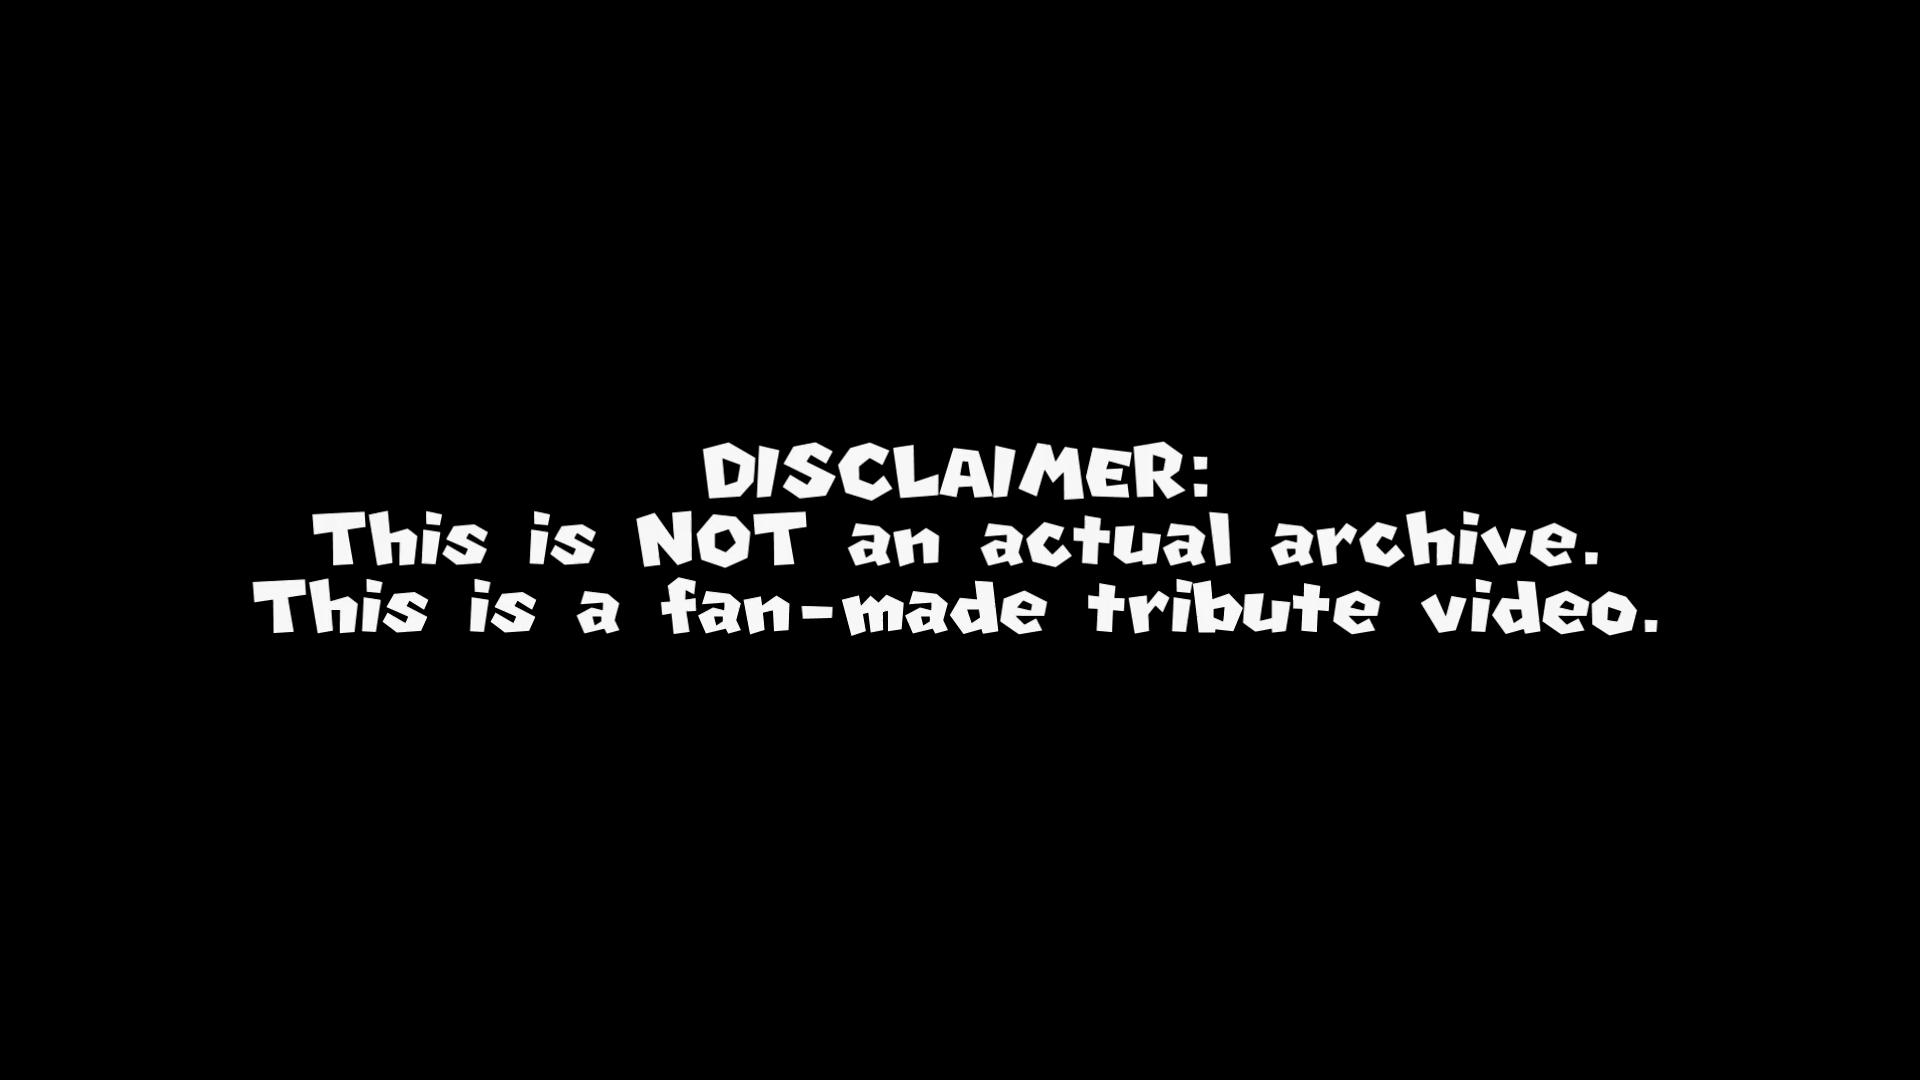 DISCLAIMER:
This is NOT an actual archive.
This is a fan-made tribute video.